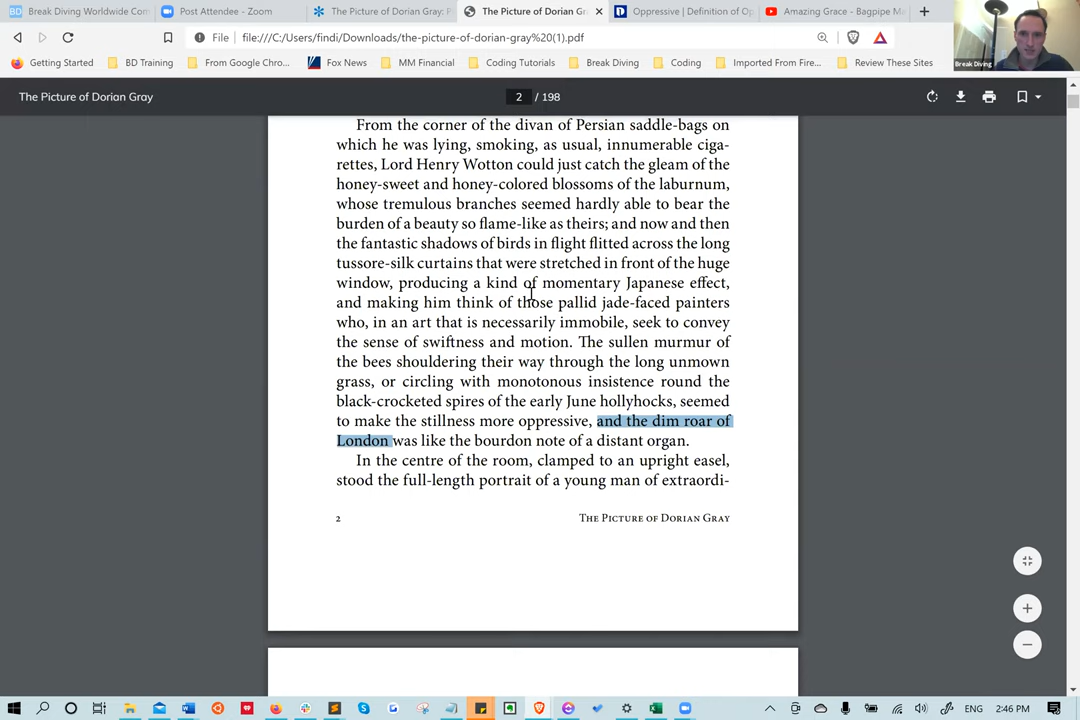 Break Diving Worldwide Com
Post Attendee - Zoom
The Picture of Dorian Gray: P
The Picture of Dorian Gr
Oppressive | Definition of Op
Amazing Grace - Bagpipe Ma
File
file:///C:/Users/findi/Downloads/the-picture-of-dorian-gray%20(1).pdf
Getting Started
BD Training
From Google Chro...
Fox News
MM Financial
Coding Tutorials
Break Diving
Coding
Imported From Fire...
Review These Sites
Break Diving
The Picture of Dorian Gray
2 / 198
From the corner of the divan of Persian saddle-bags on
which he was lying, smoking, as usual, innumerable ciga-
rettes, Lord Henry Wotton could just catch the gleam of the
honey-sweet and honey-colored blossoms of the laburnum,
whose tremulous branches seemed hardly able to bear the
burden of a beauty so flame-like as theirs; and now and then
the fantastic shadows of birds in flight flitted across the long
tussore-silk curtains that were stretched in front of the huge
window, producing a kind of momentary Japanese effect,
and making him think of those pallid jade-faced painters
who, in an art that is necessarily immobile, seek to convey
the sense of swiftness and motion. The sullen murmur of
the bees shouldering their way through the long unmown
grass, or circling with monotonous insistence round the
black-crocketed spires of the early June hollyhocks, seemed
to make the stillness more oppressive, and the dim roar of
London was like the bourdon note of a distant organ.
In the centre of the room, clamped to an upright easel,
stood the full-length portrait of a young man of extraordi-
2
The Picture of Dorian Gray
ENG
2:46 PM